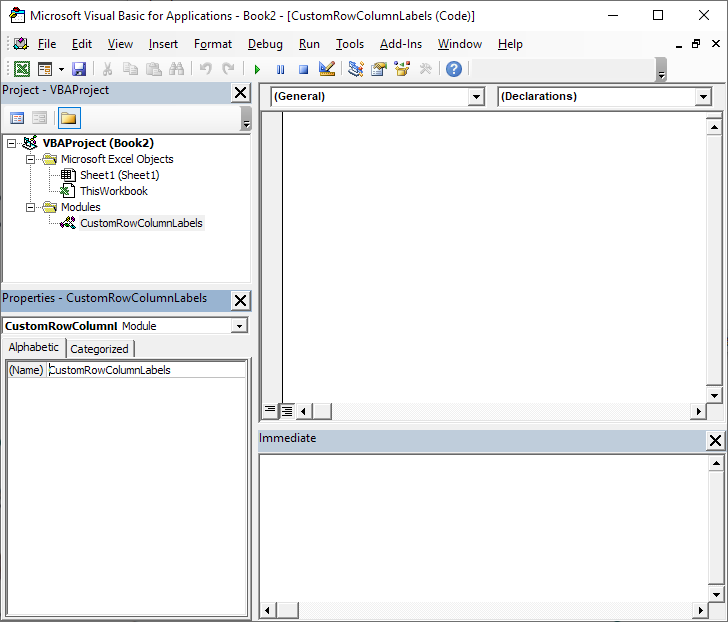 Microsoft Visual Basic for Applications - Book2 - [CustomRowColumnLabels (Code)]
File Edit View Insert Format Debug Run Tools Add-Ins Window Help
Project - VBAProject
(General) (Declarations)
VBAProject (Book2)
Microsoft Excel Objects
Sheet1 (Sheet1)
ThisWorkbook
Modules
CustomRowColumnLabels
Properties - CustomRowColumnLabels
CustomRowColumnl Module
Alphabetic Categorized
(Name) CustomRowColumnLabels
Immediate